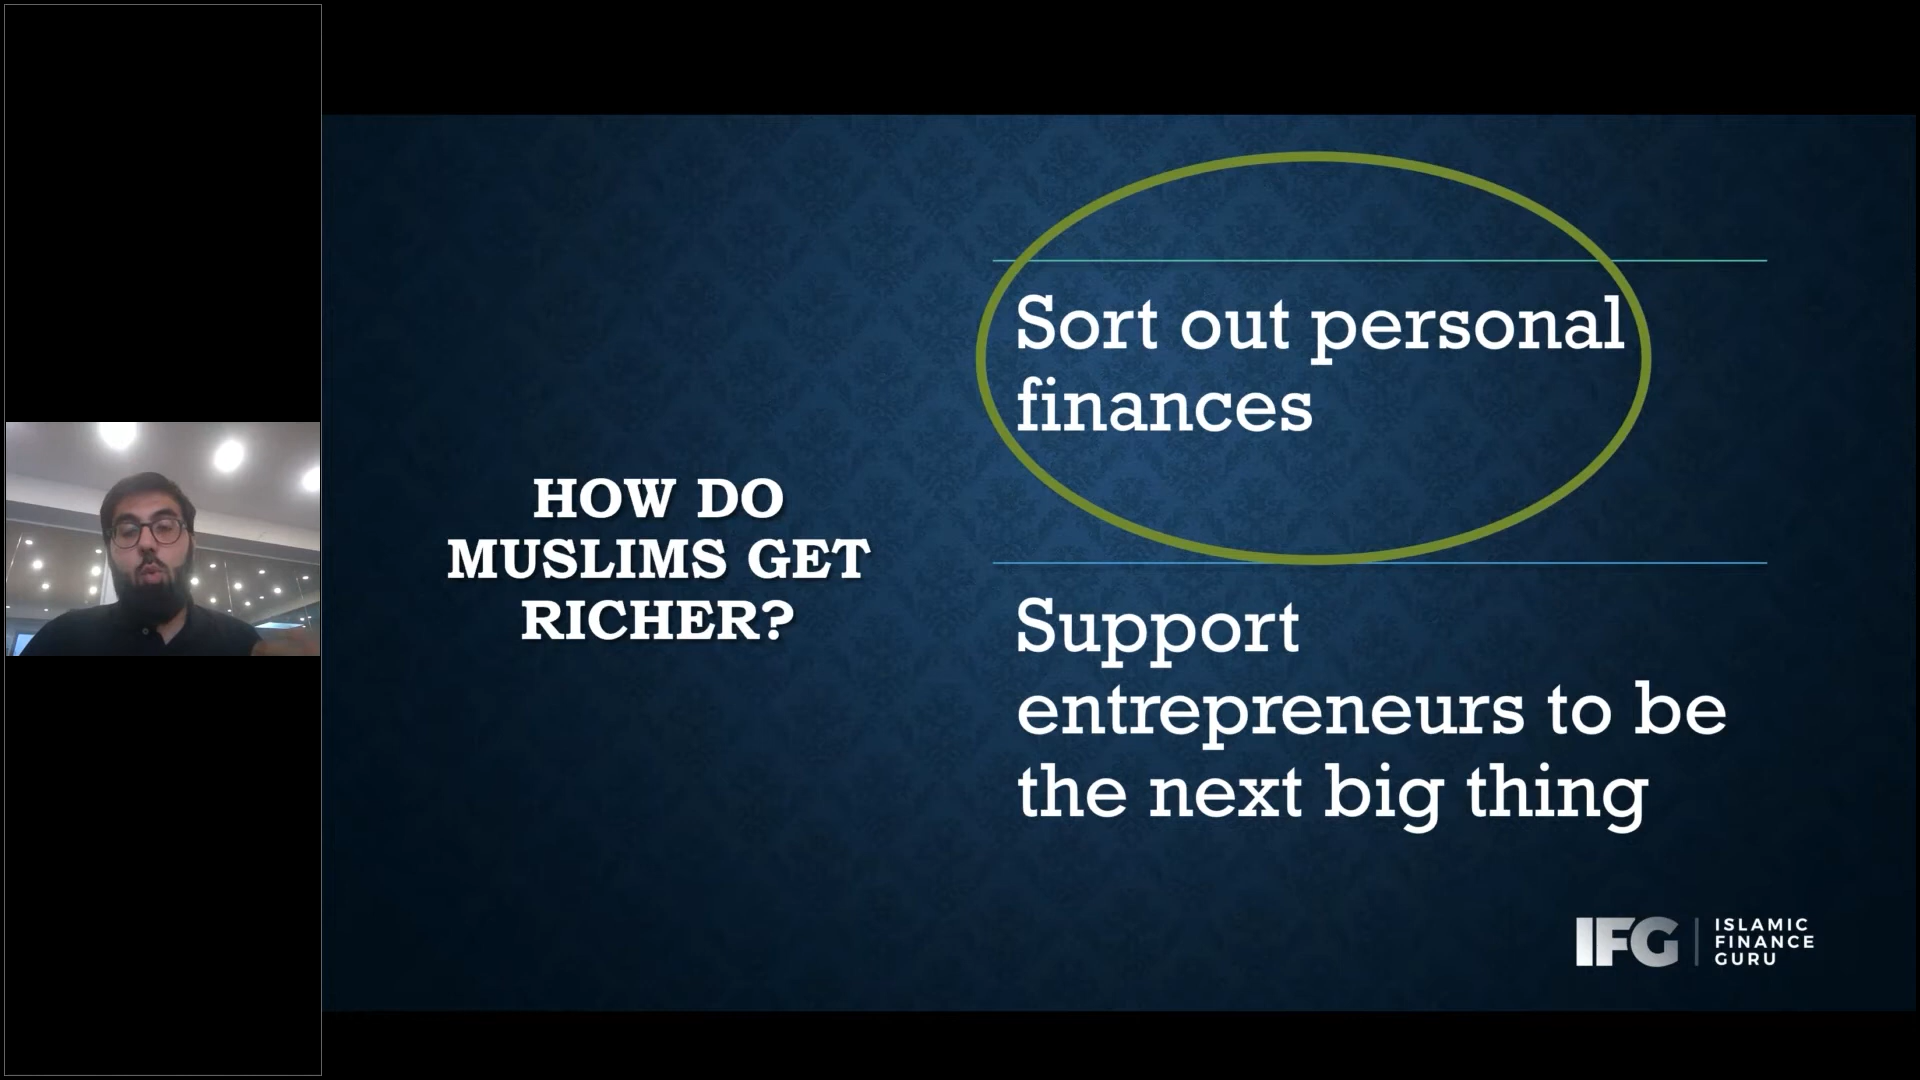 HOW DO
MUSLIMS GET
RICHER?
Sort out personal
finances
Support
entrepreneurs to be
the next big thing
IFG
ISLAMIC
FINANCE
GURU